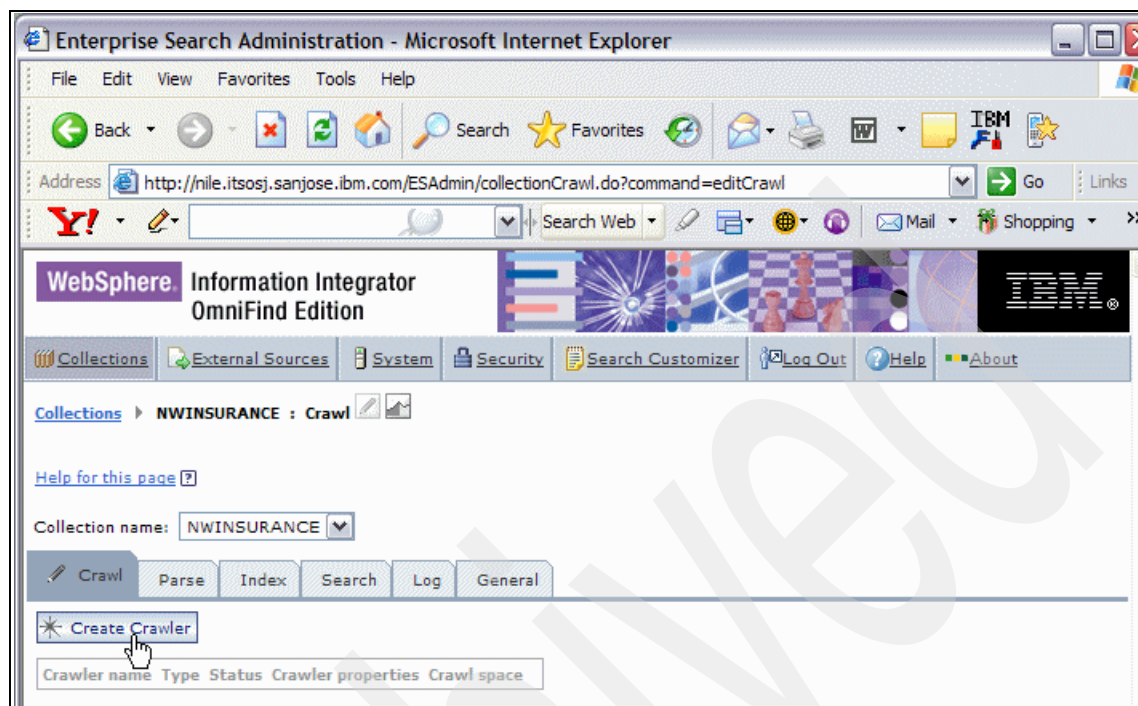 Enterprise Search Administration - Microsoft Internet Explorer
File Edit View Favorites Tools Help
Back Search Favorites W IBM
Address http://nile.itsosj.sanjose.ibm.com/ESAdmin/collectionCrawl.do?command=editCrawl Go Links
Y! Search Web Mail Shopping »
WebSphere. Information Integrator
OmniFind Edition
IBM®
Collections External Sources System Security Search Customizer Log Out Help About
Collections NWINSURANCE : Crawl
Help for this page ?
Collection name: NWINSURANCE
Crawl Parse Index Search Log General
Create Crawler
Crawler name Type Status Crawler properties Crawl space